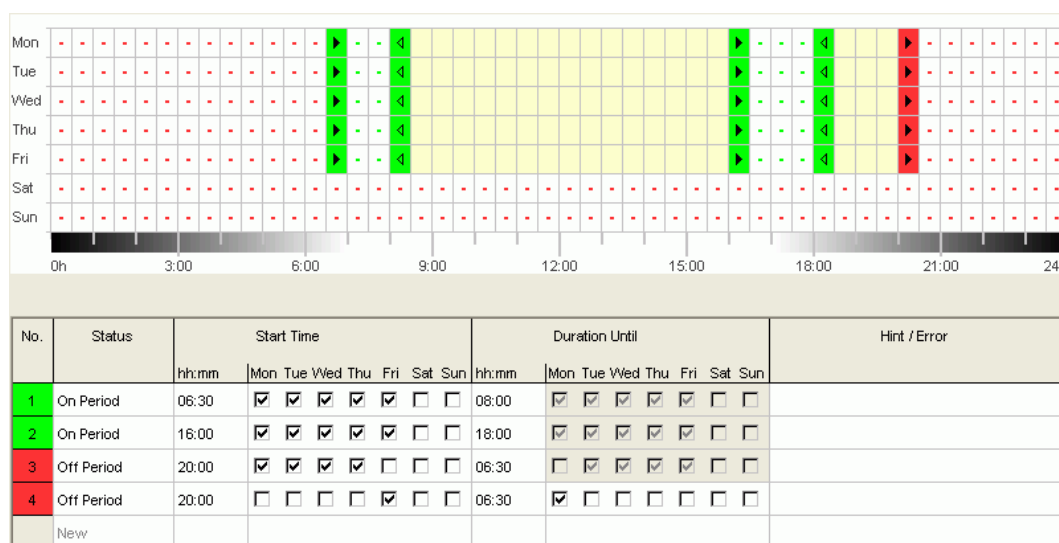 Mon
Tue
Wed
Thu
Fri
Sat
Sun
0h 3:00 6:00 9:00 12:00 15:00 18:00 21:00 24
No. Status Start Time Duration Until Hint / Error
hh:mm Mon Tue Wed Thu Fri Sat Sun hh:mm Mon Tue Wed Thu Fri Sat Sun
1 On Period 06:30 08:00
2 On Period 16:00 18:00
3 Off Period 20:00 06:30
4 Off Period 20:00 06:30
New